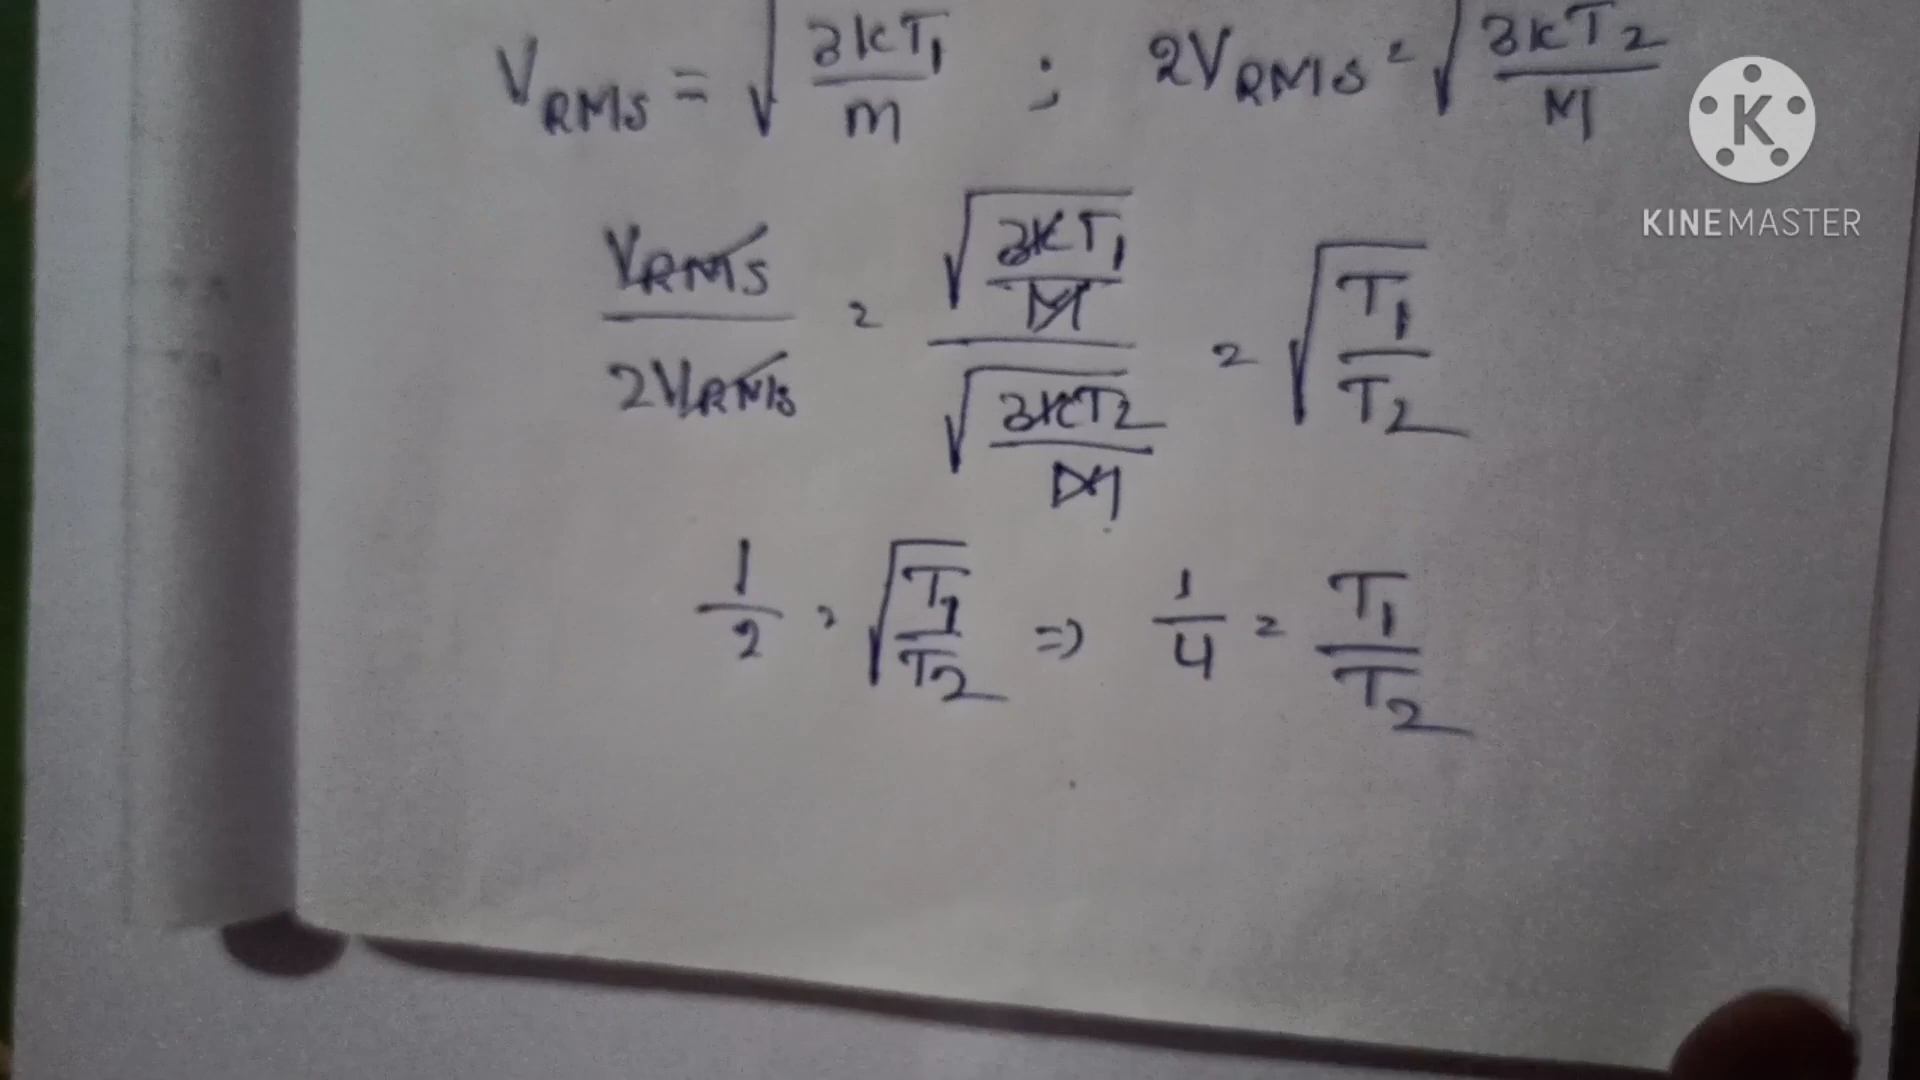 V_RMS = √(3KT₁/m) ; 2V_RMS = √(3KT₂/M)
K
KINEMASTER
V_RMS/2V_RMS = √(3KT₁/M)/√(3KT₂/M) = √(T₁/T₂)
1/2 = √(T₁/T₂) ⇒ 1/4 = T₁/T₂